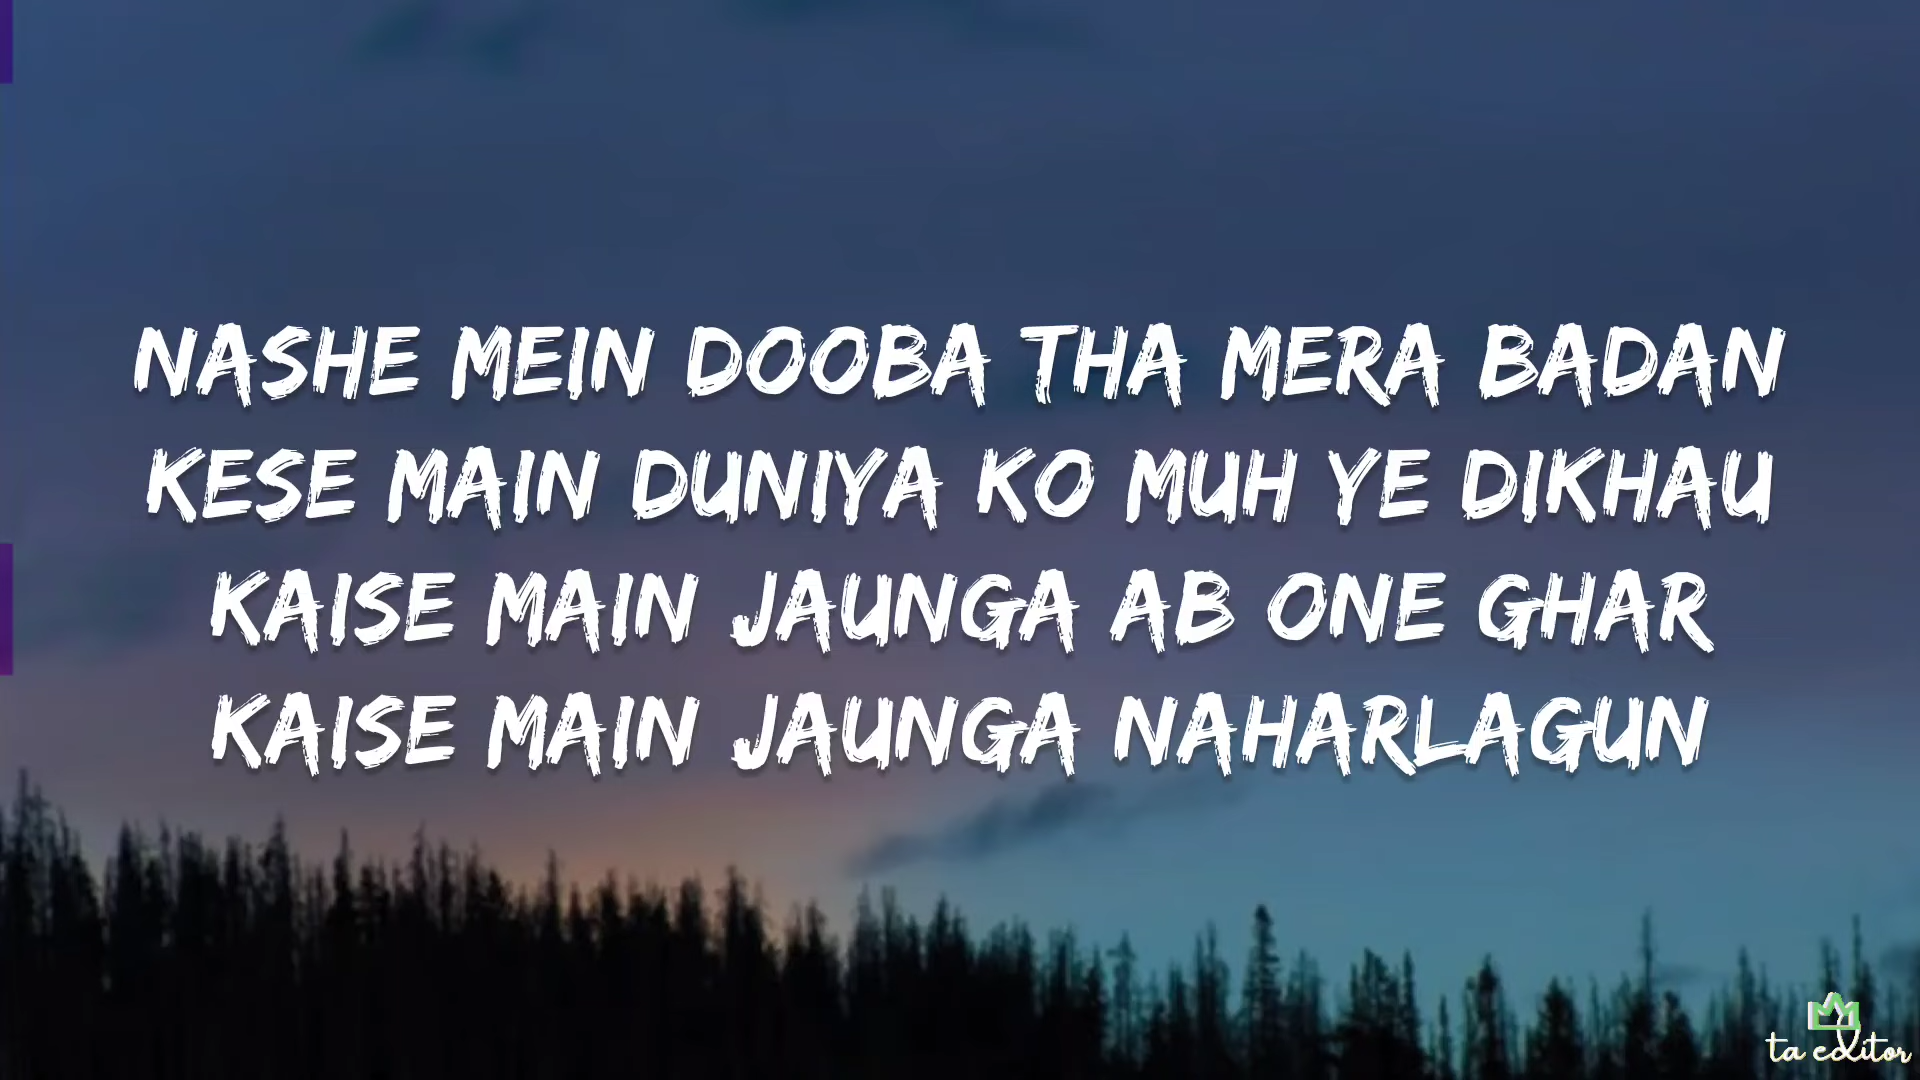 NASHE MEIN DOOBA THA MERA BADAN
KESE MAIN DUNIYA KO MUH YE DIKHAU
KAISE MAIN JAUNGA AB ONE GHAR
KAISE MAIN JAUNGA NAHARLAGUN
ta editor